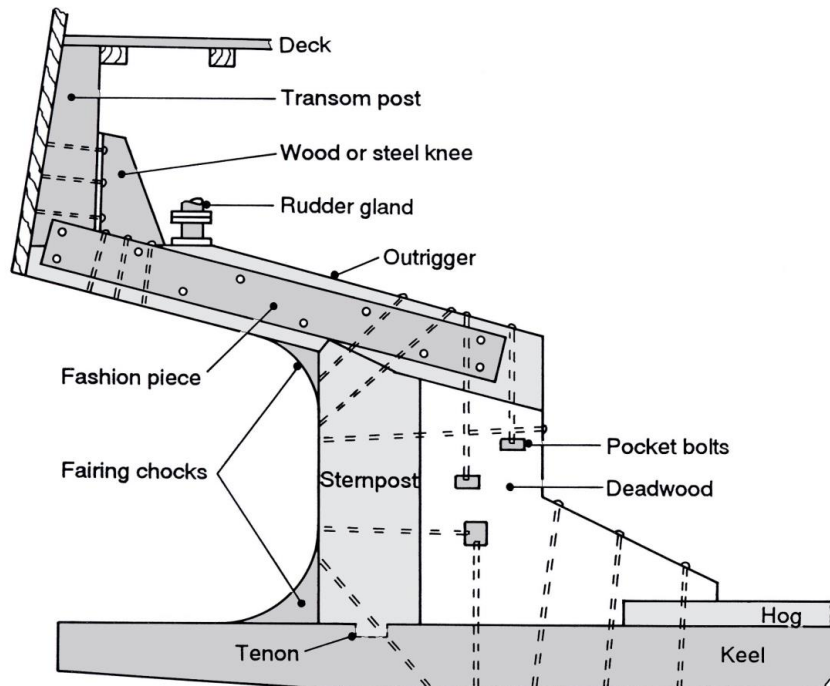 Deck
Transom post
Wood or steel knee
Rudder gland
Outrigger
Fashion piece
Fairing chocks
Sternpost
Pocket bolts
Deadwood
Hog
Tenon
Keel